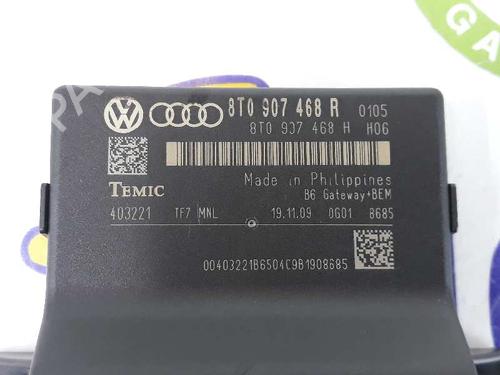 8T0 907 468 R 0105
8T0 907 468 H H06
TEMIC
Made in Philippines
B6 Gateway+BEM
403221 TF7 MNL 19.11.09 0G01 8685
00403221B6504C9B1908685